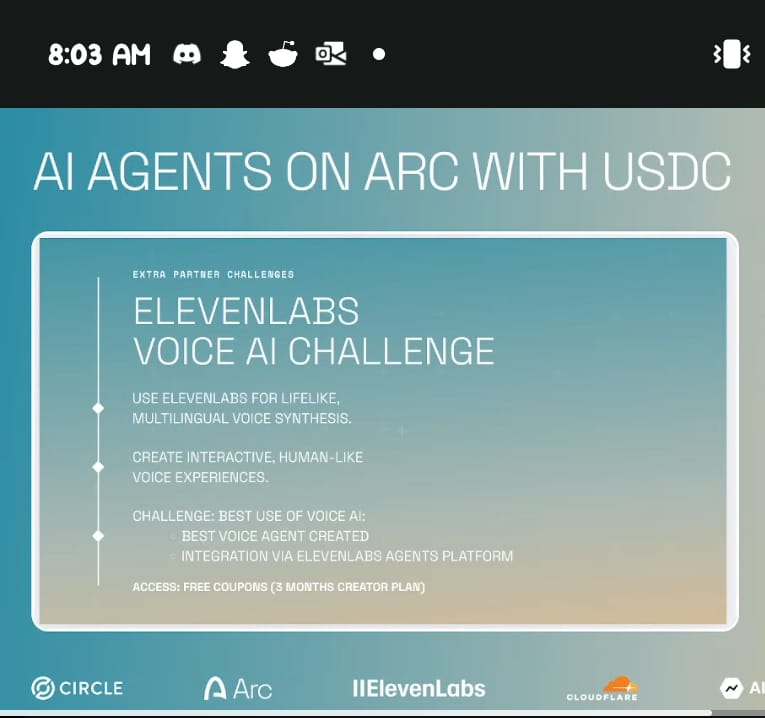 8:03 AM
AI AGENTS ON ARC WITH USDC
EXTRA PARTNER CHALLENGES
ELEVENLABS
VOICE AI CHALLENGE
USE ELEVENLABS FOR LIFELIKE,
MULTILINGUAL VOICE SYNTHESIS.
CREATE INTERACTIVE, HUMAN-LIKE
VOICE EXPERIENCES.
CHALLENGE: BEST USE OF VOICE AI:
◦ BEST VOICE AGENT CREATED
◦ INTEGRATION VIA ELEVENLABS AGENTS PLATFORM
ACCESS: FREE COUPONS (3 MONTHS CREATOR PLAN)
CIRCLE Arc IIElevenLabs CLOUDFLARE AI